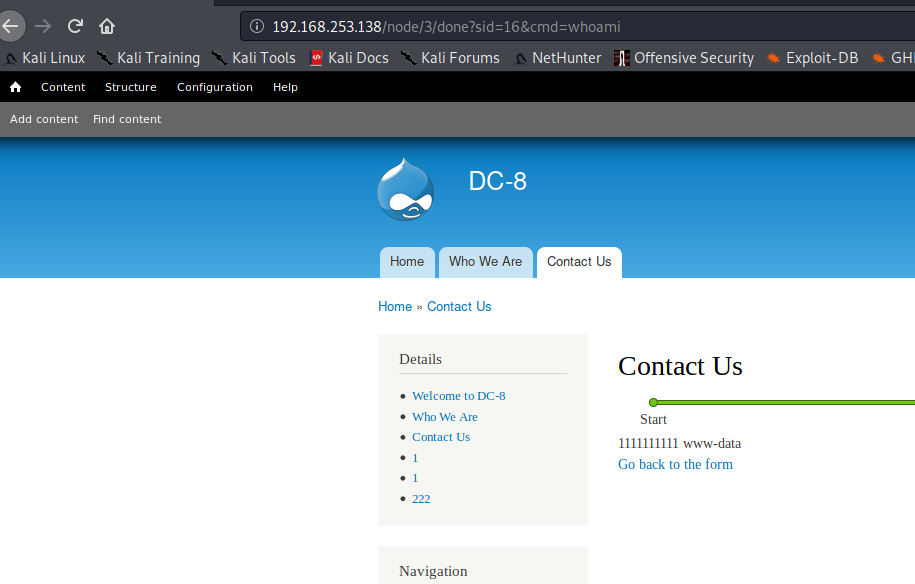 192.168.253.138/node/3/done?sid=16&cmd=whoami
Kali Linux Kali Training Kali Tools Kali Docs Kali Forums NetHunter Offensive Security Exploit-DB GH
Content Structure Configuration Help
Add content Find content
DC-8
Home Who We Are Contact Us
Home » Contact Us
Details
Welcome to DC-8
Who We Are
Contact Us
1
1
222
Navigation
Contact Us
Start
1111111111 www-data
Go back to the form